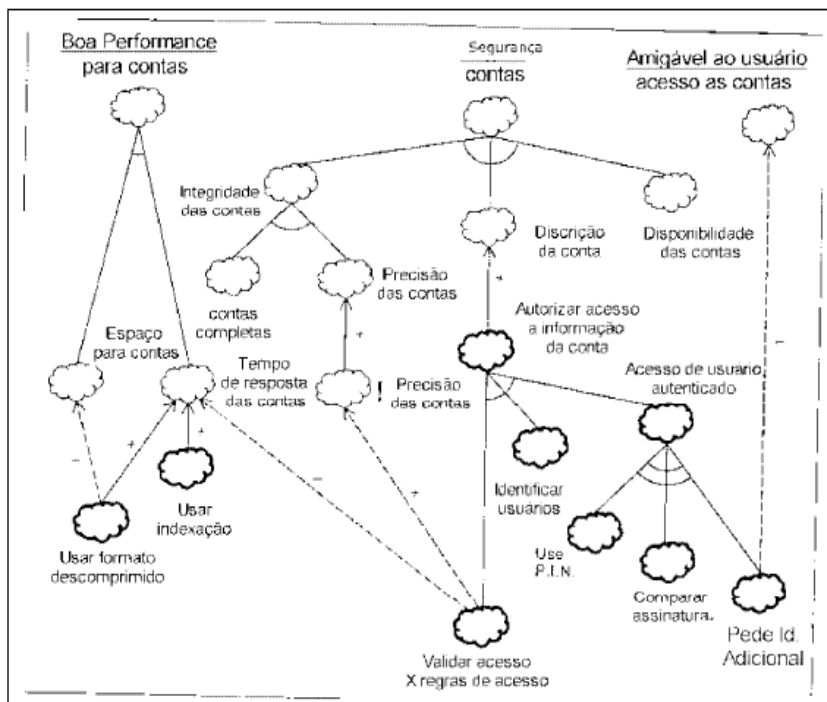 Boa Performance
para contas
Segurança
contas
Amigável ao usuário
acesso as contas
Integridade
das contas
Discrição
da conta
Disponibilidade
das contas
contas
completas
Precisão
das contas
+
Autorizar acesso
a informação
da conta
-
Espaço
para contas
Tempo
de resposta
das contas
+
! Precisão
das contas
Acesso de usuário
autenticado
-
+
+
-
+
Usar
indexação
Identificar
usuários
Usar formato
descomprimido
Use
P.I.N.
Comparar
assinatura.
Pede Id.
Adicional
Validar acesso
X regras de acesso